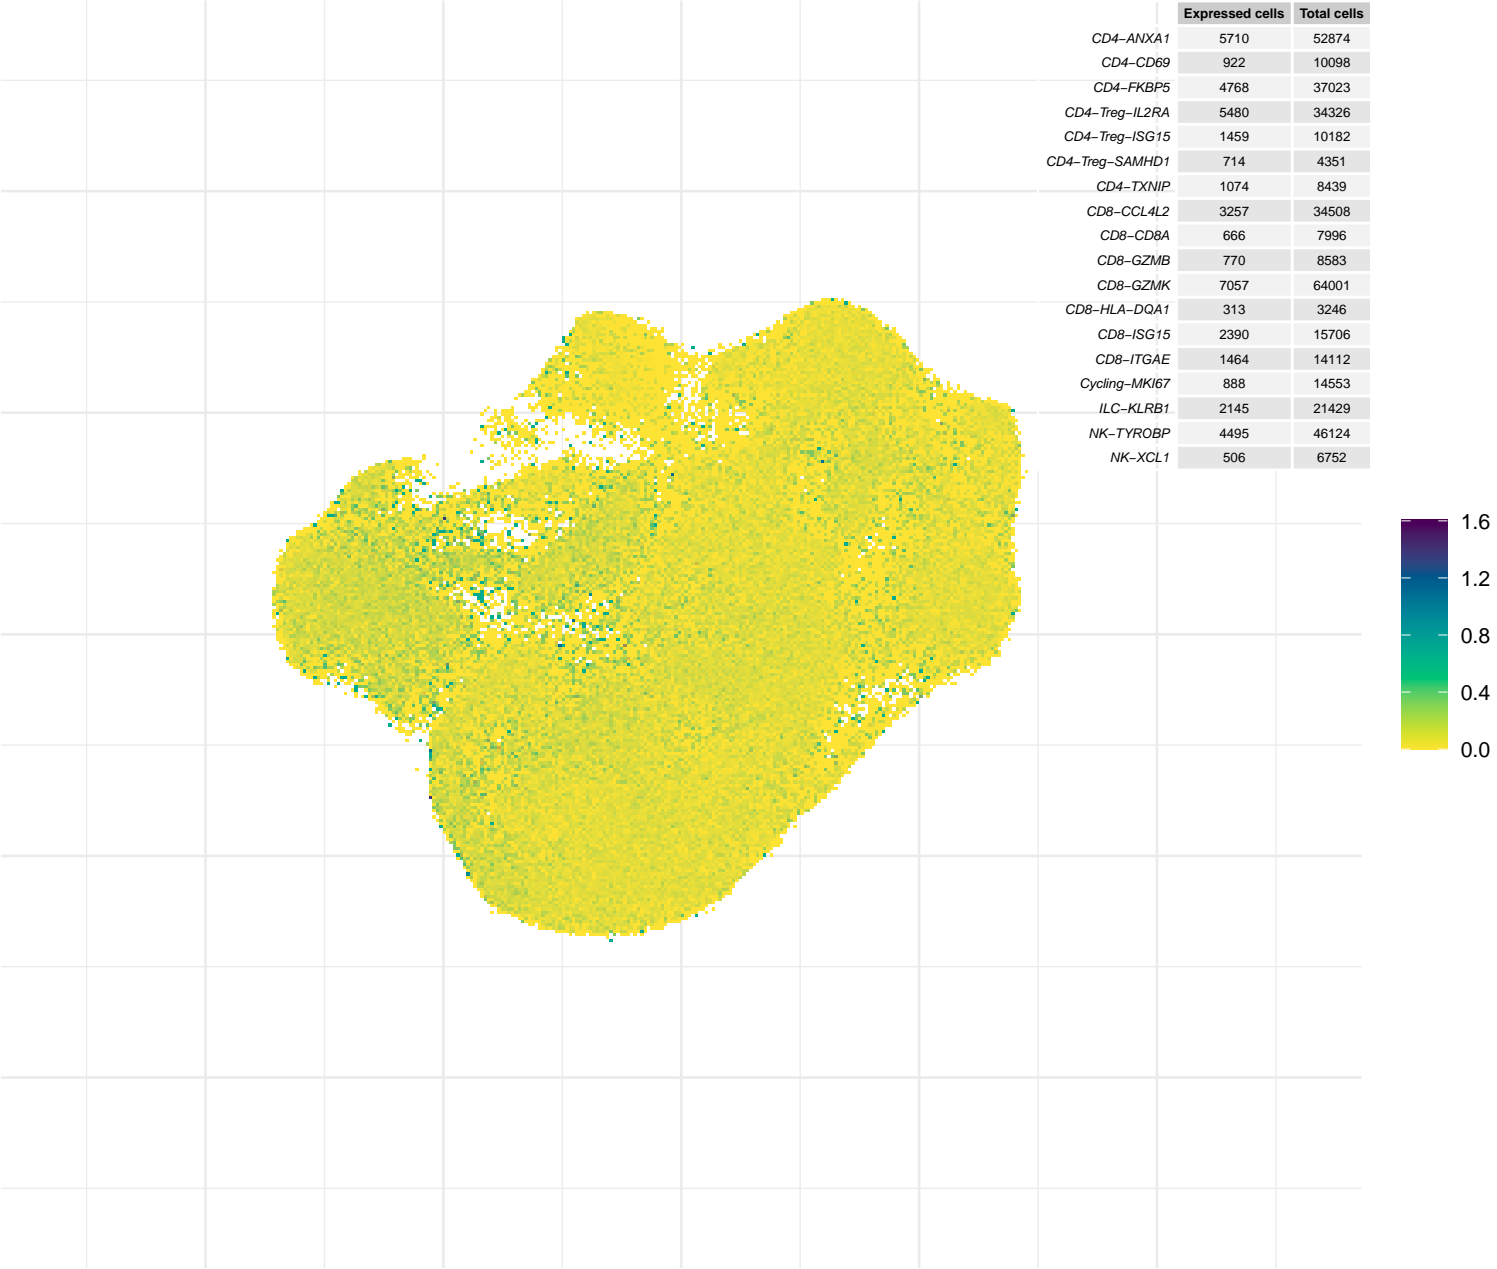 Expressed cells Total cells
CD4−ANXA1 5710 52874
CD4−CD69 922 10098
CD4−FKBP5 4768 37023
CD4−Treg−IL2RA 5480 34326
CD4−Treg−ISG15 1459 10182
CD4−Treg−SAMHD1 714 4351
CD4−TXNIP 1074 8439
CD8−CCL4L2 3257 34508
CD8−CD8A 666 7996
CD8−GZMB 770 8583
CD8−GZMK 7057 64001
CD8−HLA−DQA1 313 3246
CD8−ISG15 2390 15706
CD8−ITGAE 1464 14112
Cycling−MKI67 888 14553
ILC−KLRB1 2145 21429
NK−TYROBP 4495 46124
NK−XCL1 506 6752
1.6
1.2
0.8
0.4
0.0